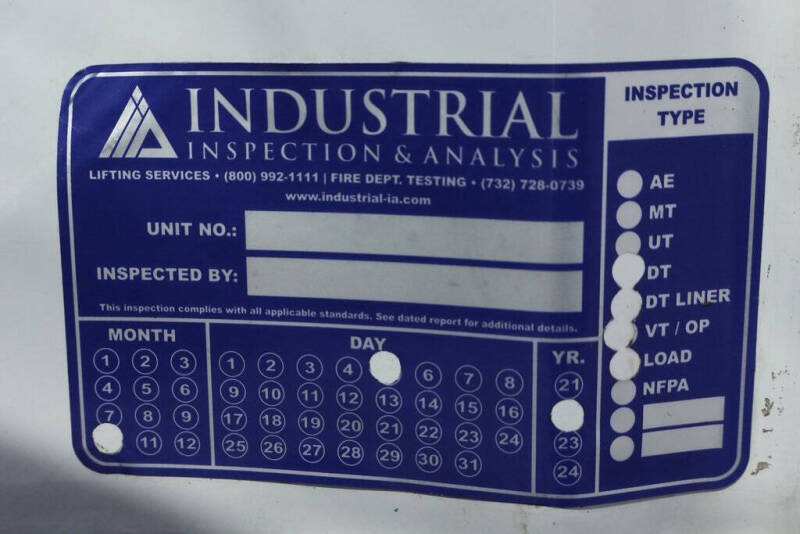 INDUSTRIAL
INSPECTION & ANALYSIS
LIFTING SERVICES • (800) 992-1111 | FIRE DEPT. TESTING • (732) 728-0739
www.industrial-ia.com
UNIT NO.:
INSPECTED BY:
This inspection complies with all applicable standards. See dated report for additional details.
MONTH
1 2 3
4 5 6
7 8 9
11 12
DAY
1 2 3 4 6 7 8
9 10 11 12 13 14 15 16
17 18 19 20 21 22 23 24
25 26 27 28 29 30 31
YR.
21
23
24
INSPECTION
TYPE
AE
MT
UT
DT
DT LINER
VT / OP
LOAD
NFPA